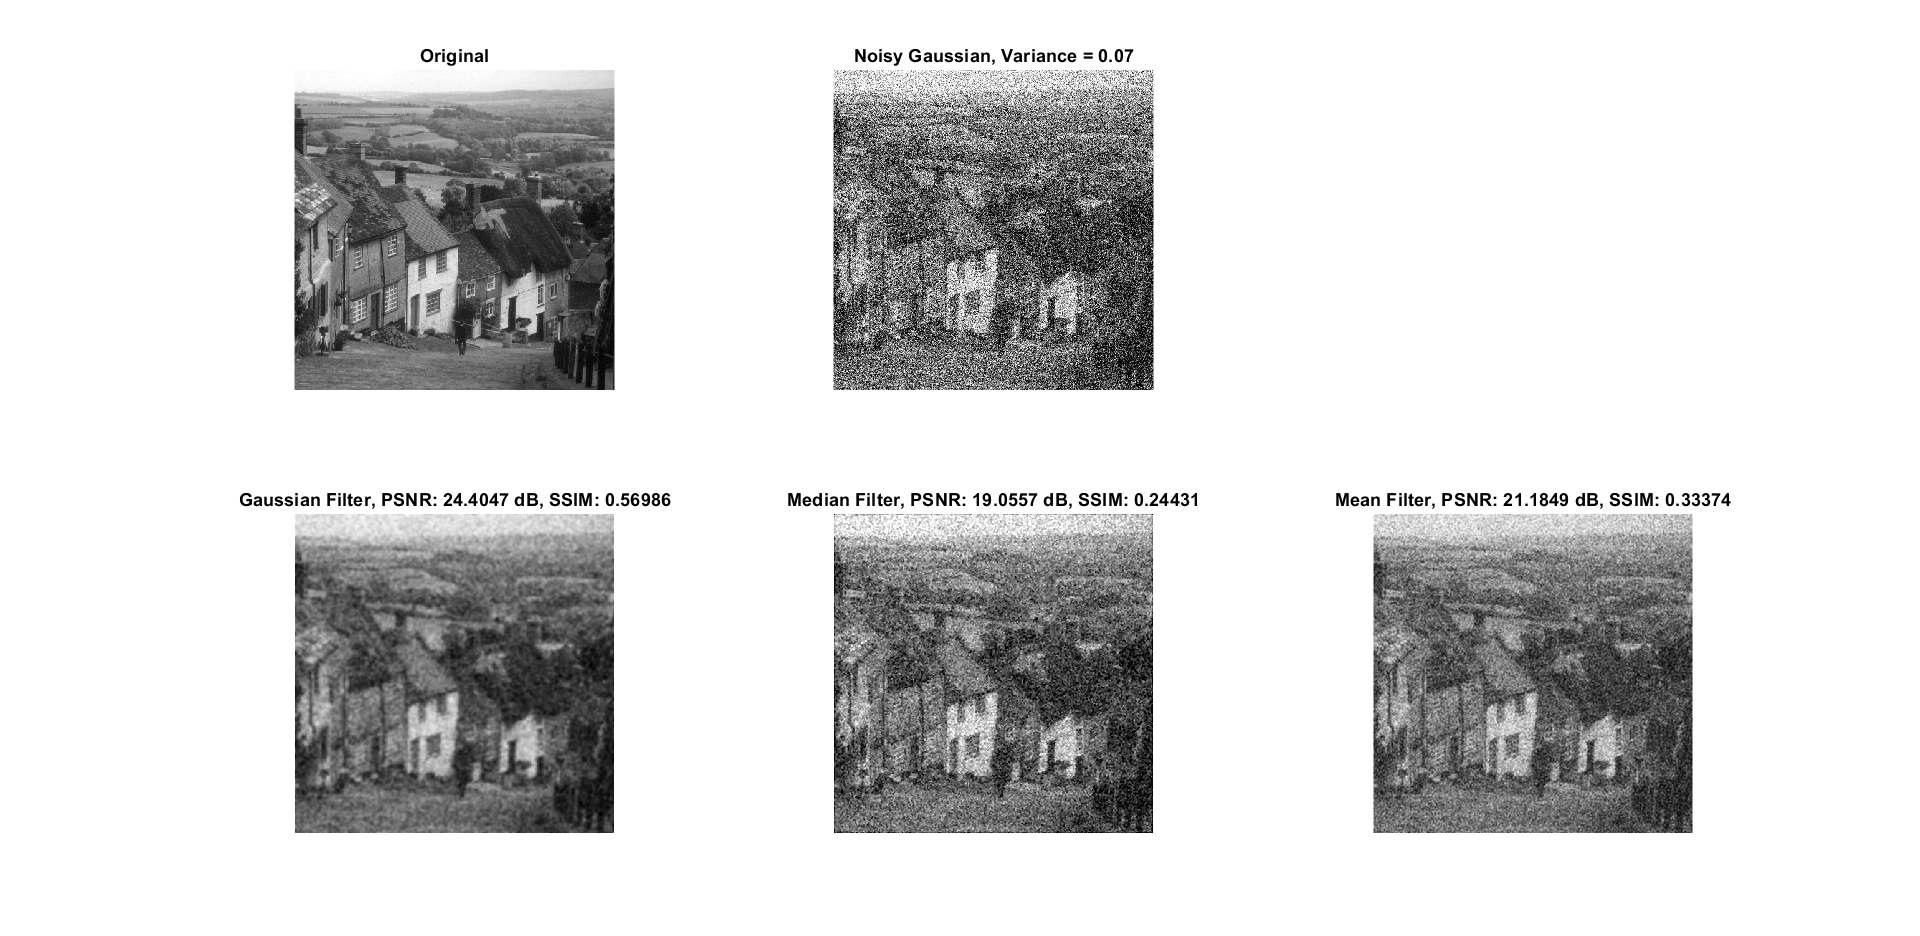 Original
Noisy Gaussian, Variance = 0.07
Gaussian Filter, PSNR: 24.4047 dB, SSIM: 0.56986
Median Filter, PSNR: 19.0557 dB, SSIM: 0.24431
Mean Filter, PSNR: 21.1849 dB, SSIM: 0.33374